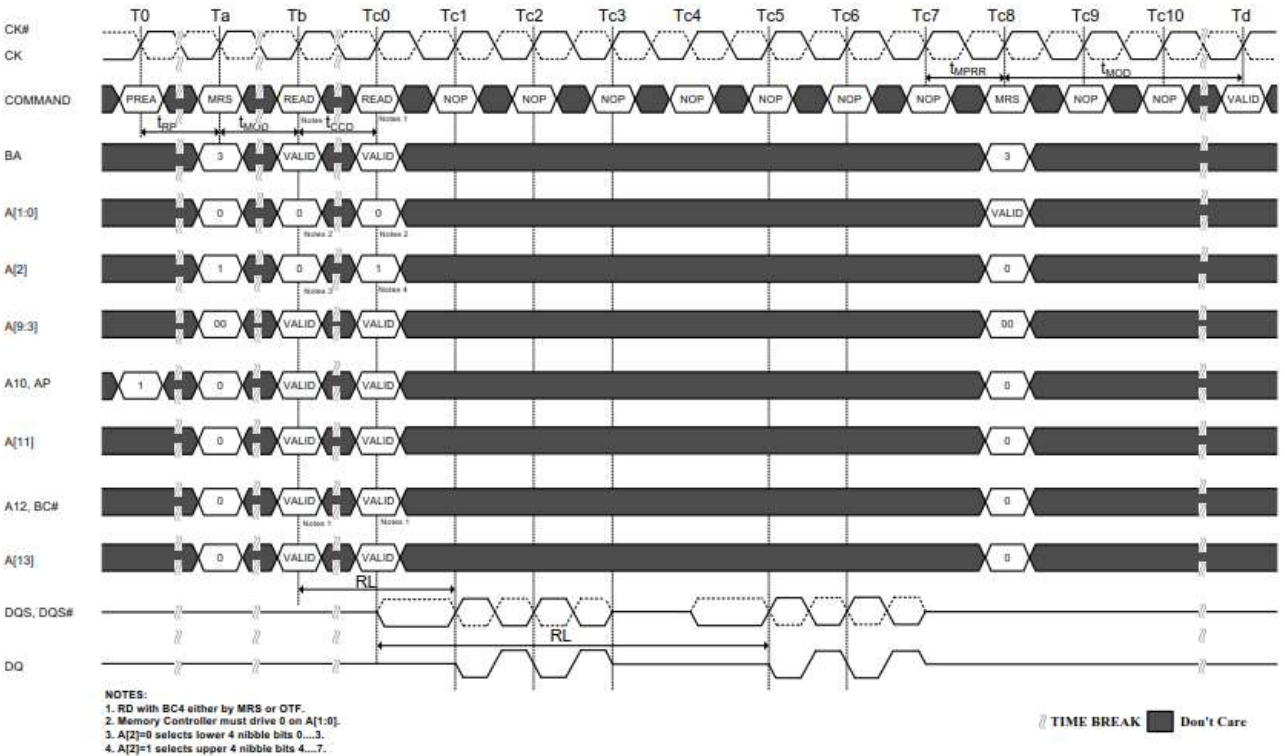 T0 Ta Tb Tc0 Tc1 Tc2 Tc3 Tc4 Tc5 Tc6 Tc7 Tc8 Tc9 Tc10 Td
CK#
CK
tMPRR tMOD
COMMAND PREA MRS READ READ NOP NOP NOP NOP NOP NOP NOP MRS NOP NOP VALID
Notes 1 Notes 1
tRP tMOD tCCD
BA 3 VALID VALID 3
A[1:0] 0 0 0 VALID
Notes 2 Notes 2
A[2] 1 0 1 0
Notes 3 Notes 4
A[9:3] 00 VALID VALID 00
A10, AP 1 0 VALID VALID 0
A[11] 0 VALID VALID 0
A12, BC# 0 VALID VALID 0
Notes 1 Notes 1
A[13] 0 VALID VALID 0
RL
DQS, DQS#
RL
DQ
NOTES:
1. RD with BC4 either by MRS or OTF.
2. Memory Controller must drive 0 on A[1:0].
3. A[2]=0 selects lower 4 nibble bits 0....3.
4. A[2]=1 selects upper 4 nibble bits 4....7.
TIME BREAK Don't Care